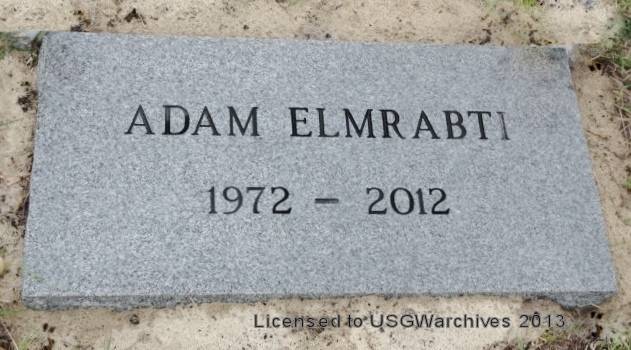 ADAM ELMRABTI
1972 – 2012
Licensed to USGWarchives 2013